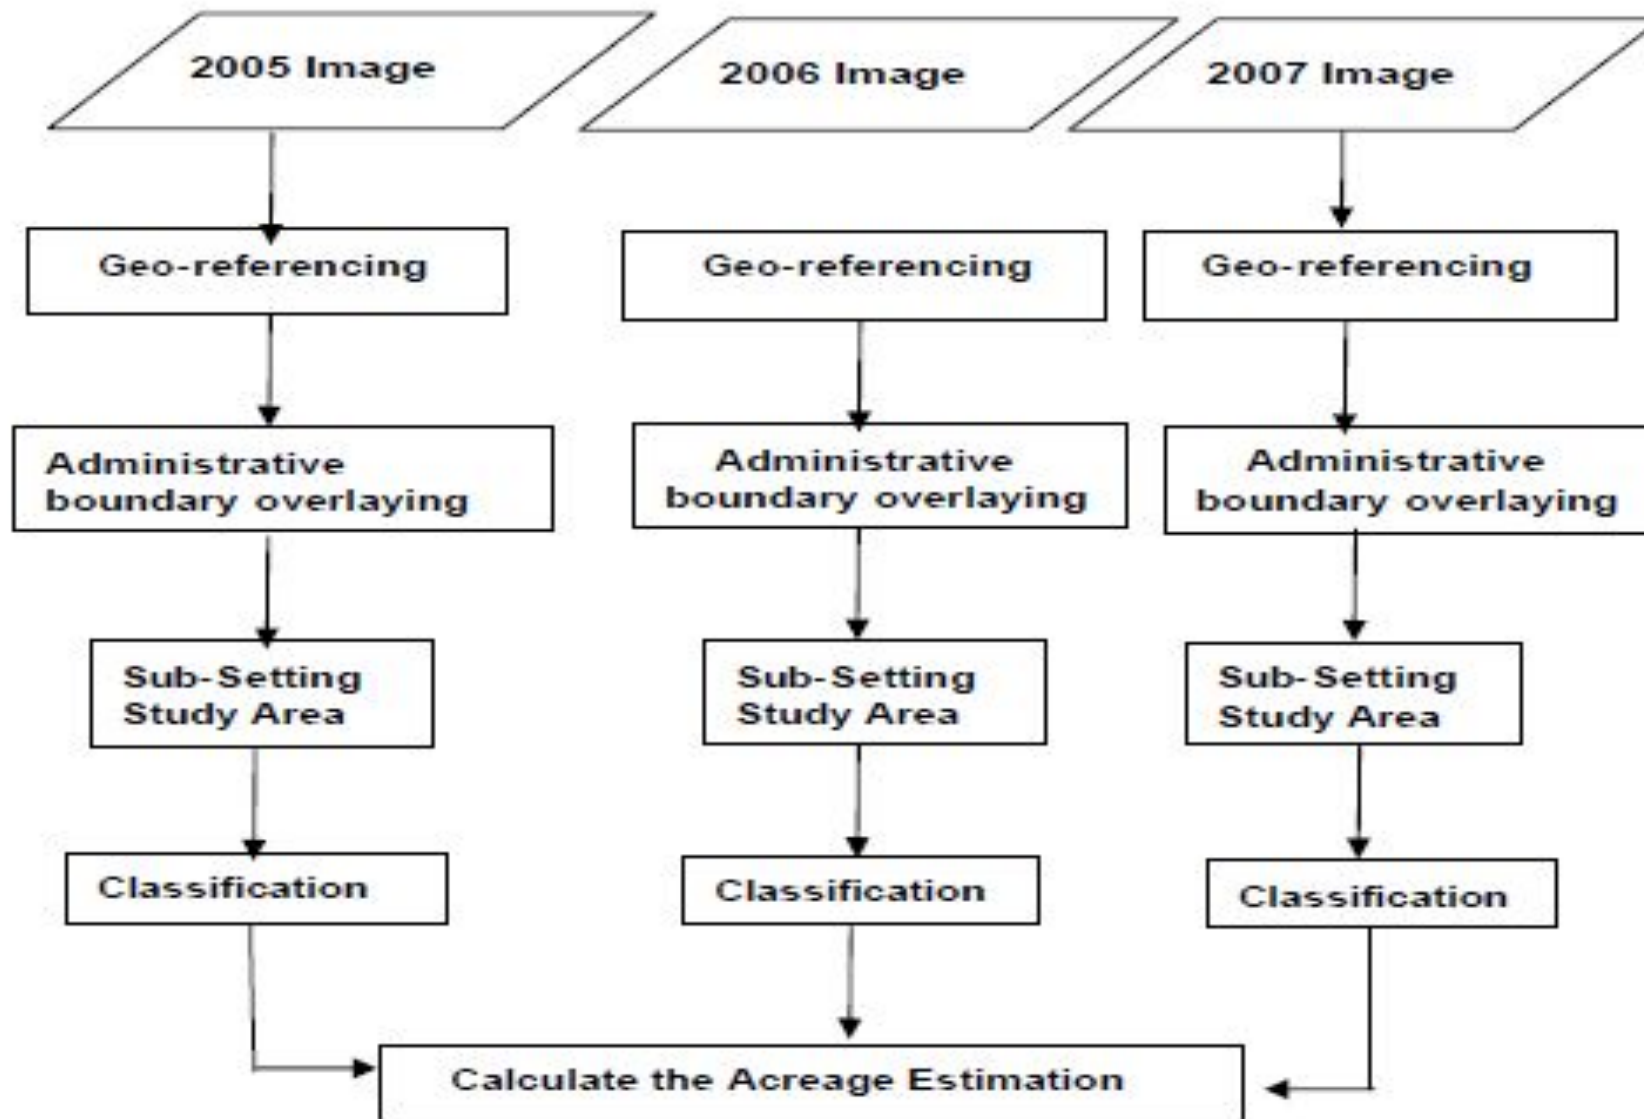 2005 Image
2006 Image
2007 Image
Geo-referencing
Geo-referencing
Geo-referencing
Administrative
boundary overlaying
Administrative
boundary overlaying
Administrative
boundary overlaying
Sub-Setting
Study Area
Sub-Setting
Study Area
Sub-Setting
Study Area
Classification
Classification
Classification
Calculate the Acreage Estimation